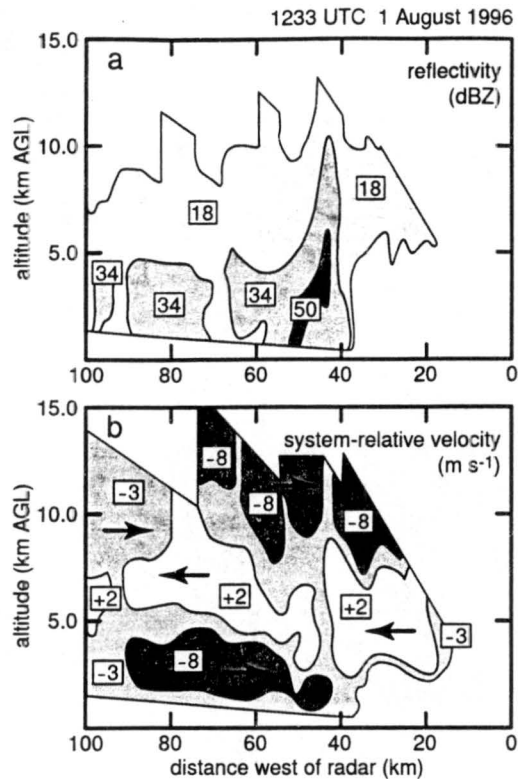 1233 UTC 1 August 1996
a
reflectivity
(dBZ)
15.0
10.0
5.0
altitude (km AGL)
18
18
34
34
34
50
100 80 60 40 20 0
b
system-relative velocity
(m s-1)
15.0
10.0
5.0
altitude (km AGL)
-8
-3
-8
-8
+2
+2
+2
-3
-3
-8
100 80 60 40 20 0
distance west of radar (km)